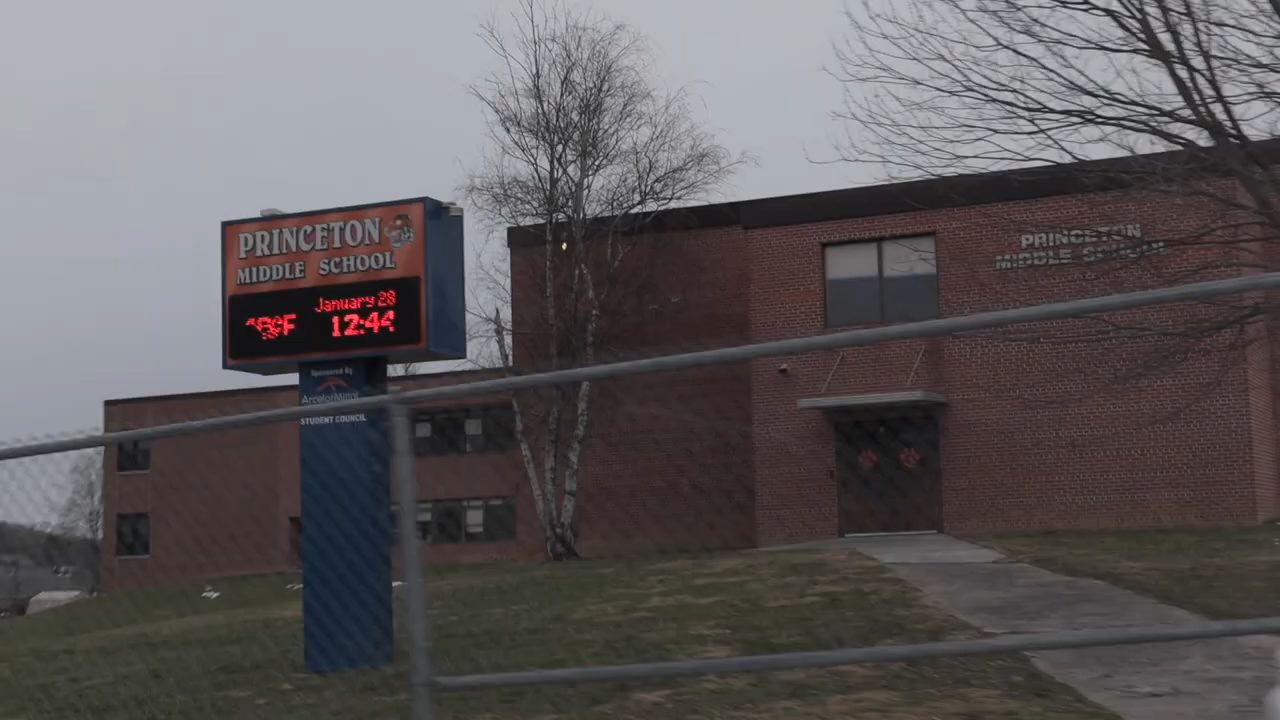 PRINCETON
MIDDLE SCHOOL
January 28
12:44
Sponsored By
ArcelorMittal
STUDENT COUNCIL
PRINCETON
MIDDLE SCHOOL